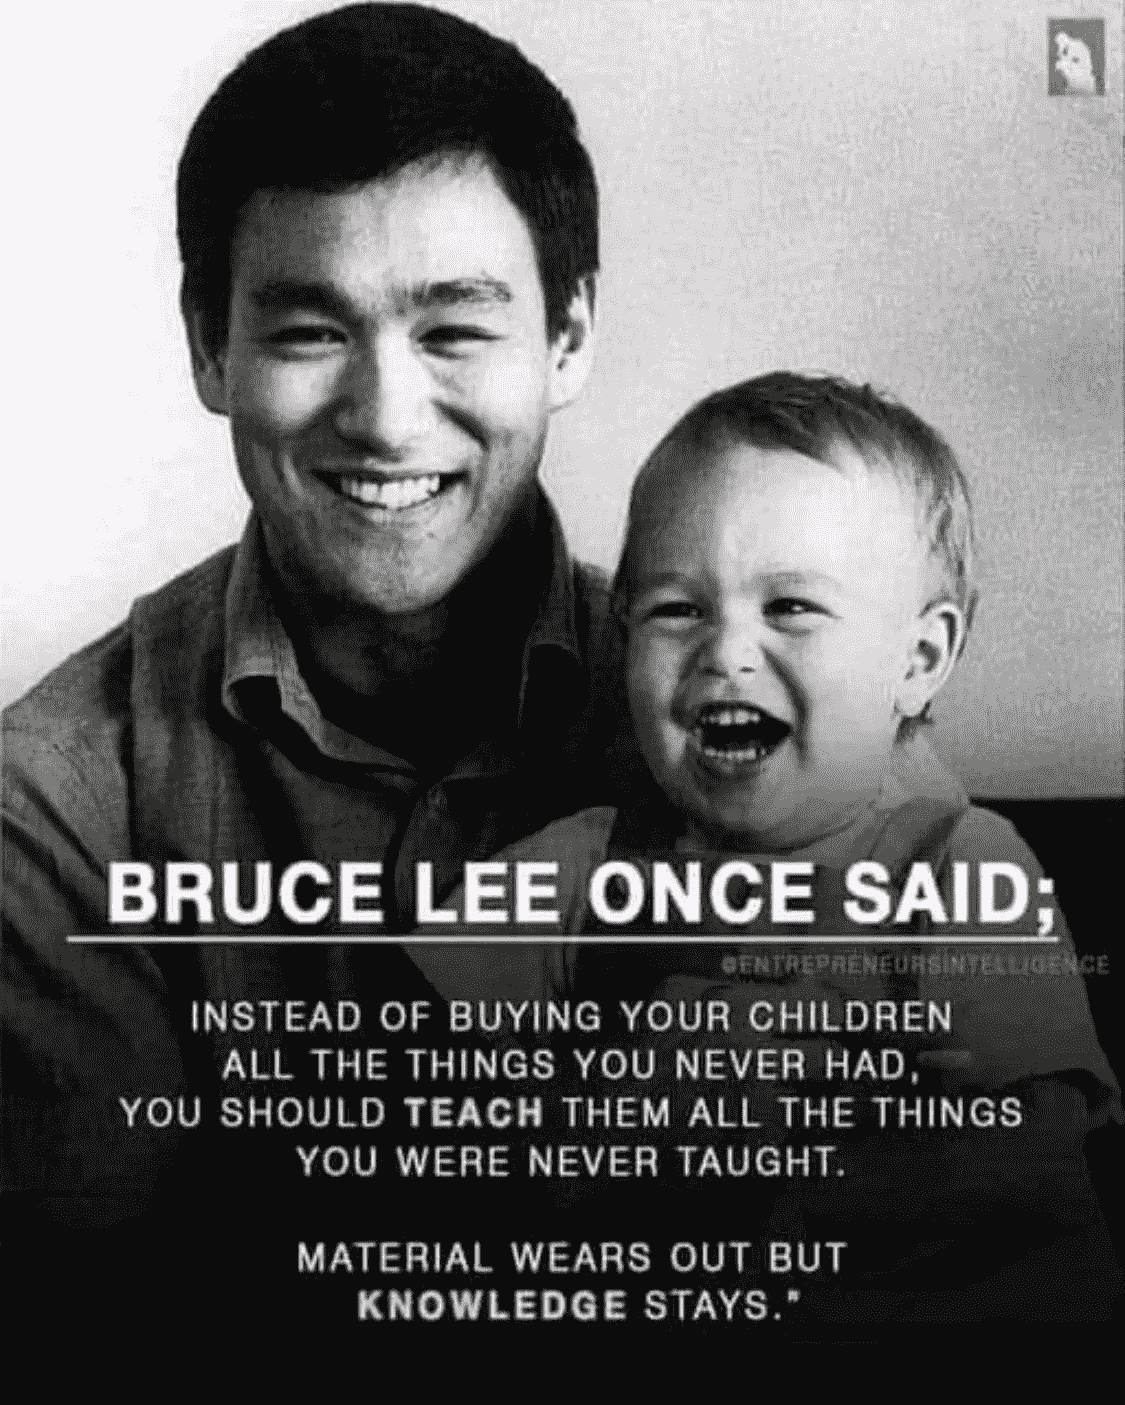 BRUCE LEE ONCE SAID;
@ENTREPRENEURSINTELLIGENCE
INSTEAD OF BUYING YOUR CHILDREN
ALL THE THINGS YOU NEVER HAD,
YOU SHOULD TEACH THEM ALL THE THINGS
YOU WERE NEVER TAUGHT.
MATERIAL WEARS OUT BUT
KNOWLEDGE STAYS."